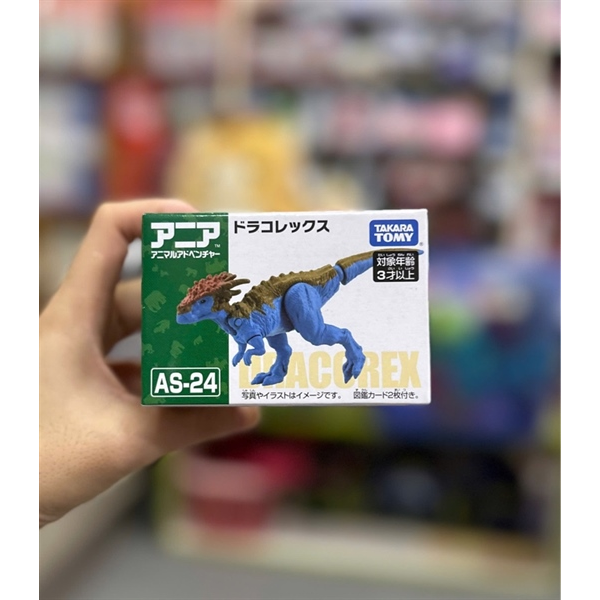 アニア™
アニマルアドベンチャー
ドラコレックス
TAKARA
TOMY
対象年齢
3才以上
AS-24
DRACOREX
写真やイラストはイメージです。 図鑑カード2枚付き。